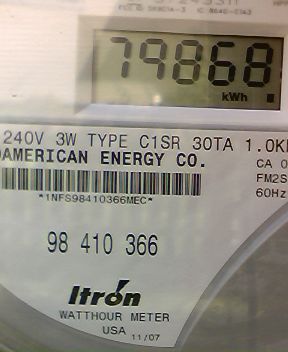 79868
kWh
240V 3W TYPE C1SR 30TA 1.0K
AMERICAN ENERGY CO.
CA 0
FM2S
60Hz
*1NFS98410366MEC*
98 410 366
Itron
WATTHOUR METER
USA 11/07